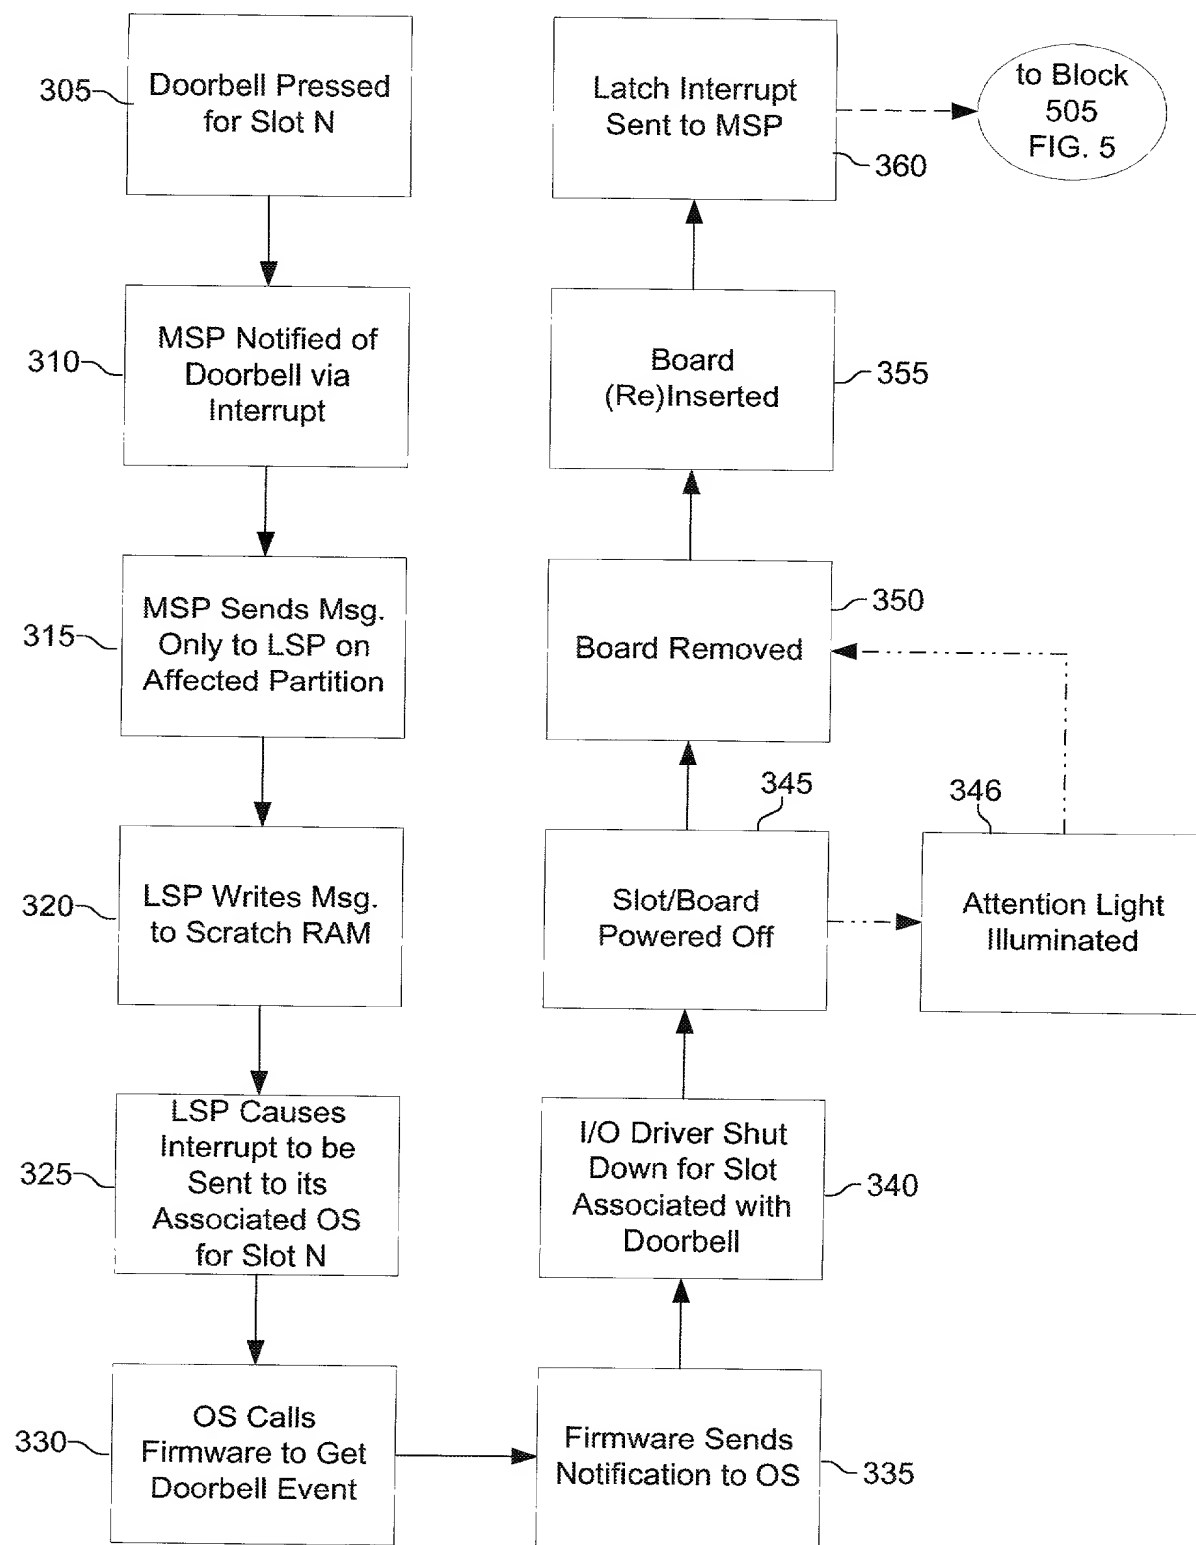 305
Doorbell Pressed
for Slot N
310
MSP Notified of
Doorbell via
Interrupt
315
MSP Sends Msg.
Only to LSP on
Affected Partition
320
LSP Writes Msg.
to Scratch RAM
325
LSP Causes
Interrupt to be
Sent to its
Associated OS
for Slot N
330
OS Calls
Firmware to Get
Doorbell Event
Firmware Sends
Notification to OS
335
I/O Driver Shut
Down for Slot
Associated with
Doorbell
340
345
Slot/Board
Powered Off
346
Attention Light
Illuminated
350
Board Removed
Board
(Re)Inserted
355
Latch Interrupt
Sent to MSP
360
to Block
505
FIG. 5